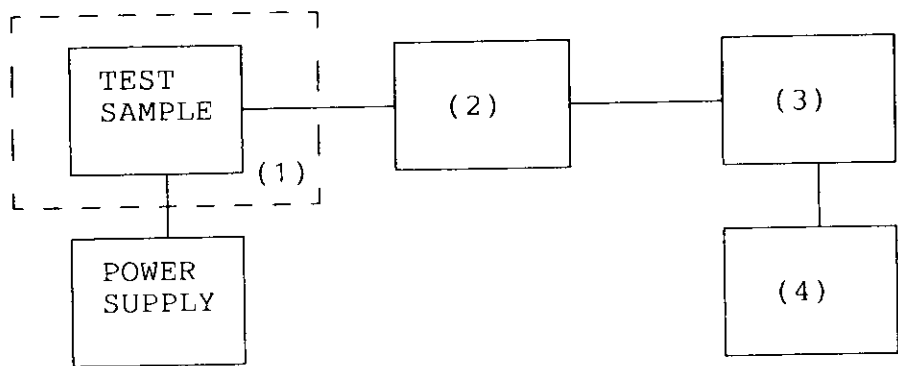 TEST
SAMPLE
(1)
(2)
(3)
POWER
SUPPLY
(4)